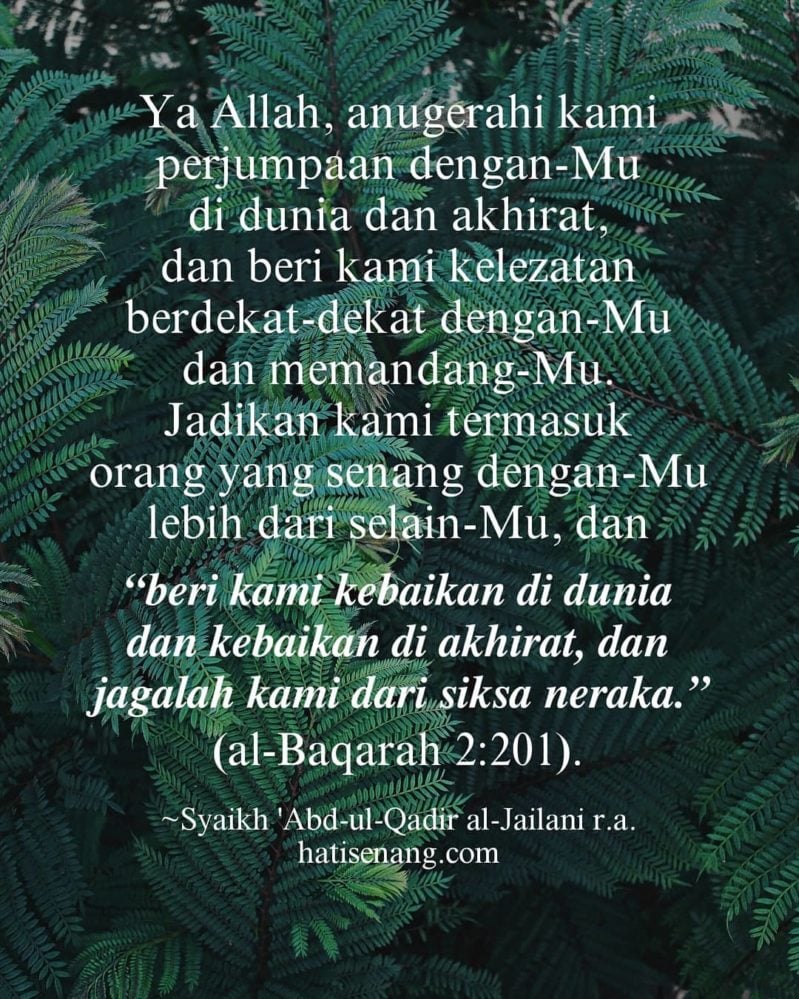 Ya Allah, anugerahi kami
perjumpaan dengan-Mu
di dunia dan akhirat,
dan beri kami kelezatan
berdekat-dekat dengan-Mu
dan memandang-Mu.
Jadikan kami termasuk
orang yang senang dengan-Mu
lebih dari selain-Mu, dan
“beri kami kebaikan di dunia
dan kebaikan di akhirat, dan
jagalah kami dari siksa neraka.”
(al-Baqarah 2:201).
~Syaikh 'Abd-ul-Qadir al-Jailani r.a.
hatisenang.com